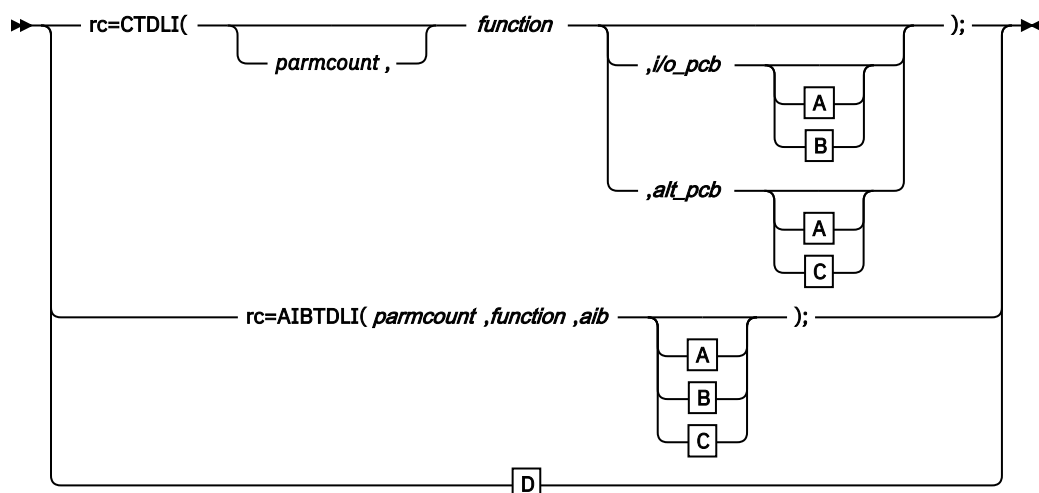 rc=CTDLI( function );
parmcount ,
,i/o_pcb
A
B
,alt_pcb
A
C
rc=AIBTDLI( parmcount ,function ,aib );
A
B
C
D